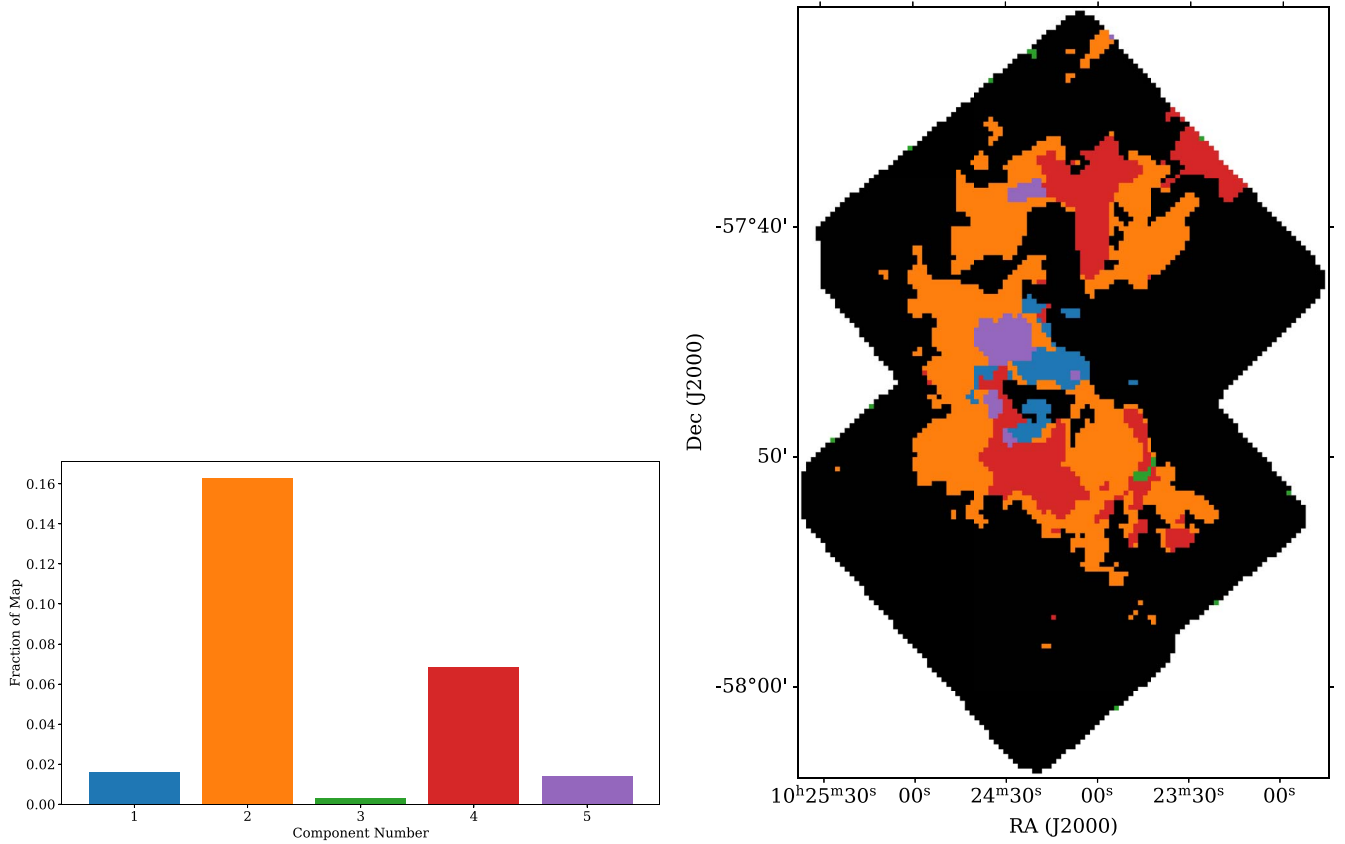 0.16
0.14
0.12
0.10
0.08
0.06
0.04
0.02
0.00
Fraction of Map
1 2 3 4 5
Component Number
-57°40'
50'
-58°00'
Dec (J2000)
10ʰ25ᵐ30ˢ 00ˢ 24ᵐ30ˢ 00ˢ 23ᵐ30ˢ 00ˢ
RA (J2000)